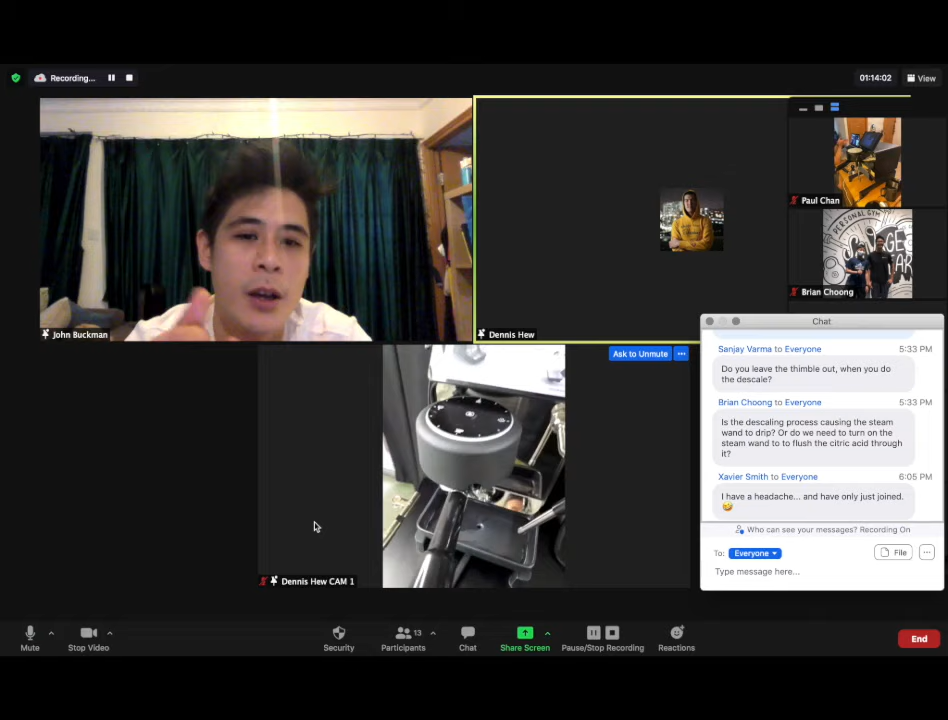 Recording...
01:14:02
View
John Buckman
Dennis Hew
Paul Chan
PERSONAL GYM
Brian Choong
Ask to Unmute
Dennis Hew CAM 1
Chat
Sanjay Varma to Everyone 5:33 PM
Do you leave the thimble out, when you do
the descale?
Brian Choong to Everyone 5:33 PM
Is the descaling process causing the steam
wand to drip? Or do we need to turn on the
steam wand to to flush the citric acid through
it?
Xavier Smith to Everyone 6:05 PM
I have a headache... and have only just joined.
Who can see your messages? Recording On
To: Everyone
File
Type message here...
Mute
Stop Video
Security
13
Participants
Chat
Share Screen
Pause/Stop Recording
Reactions
End